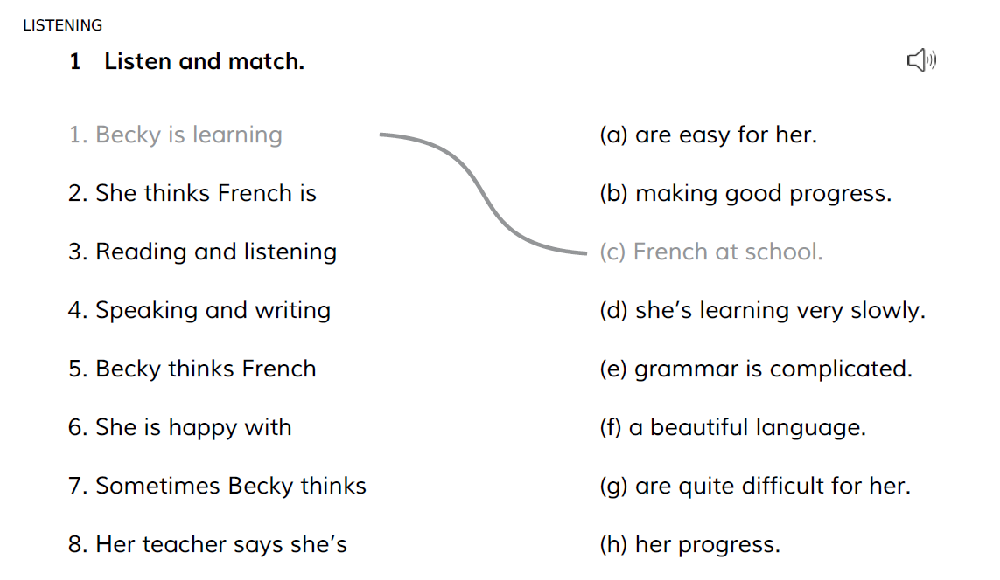 LISTENING
1 Listen and match.
1. Becky is learning
(a) are easy for her.
2. She thinks French is
(b) making good progress.
3. Reading and listening
(c) French at school.
4. Speaking and writing
(d) she’s learning very slowly.
5. Becky thinks French
(e) grammar is complicated.
6. She is happy with
(f) a beautiful language.
7. Sometimes Becky thinks
(g) are quite difficult for her.
8. Her teacher says she’s
(h) her progress.